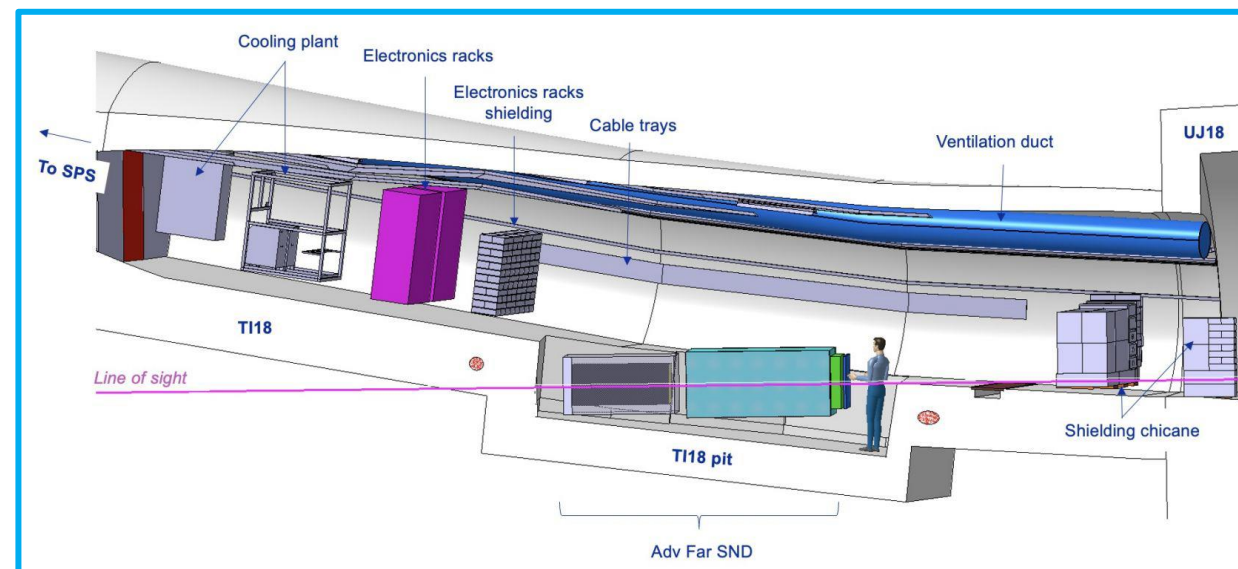 Cooling plant
Electronics racks
Electronics racks
shielding
Cable trays
Ventilation duct
UJ18
To SPS
TI18
Line of sight
TI18 pit
Shielding chicane
Adv Far SND